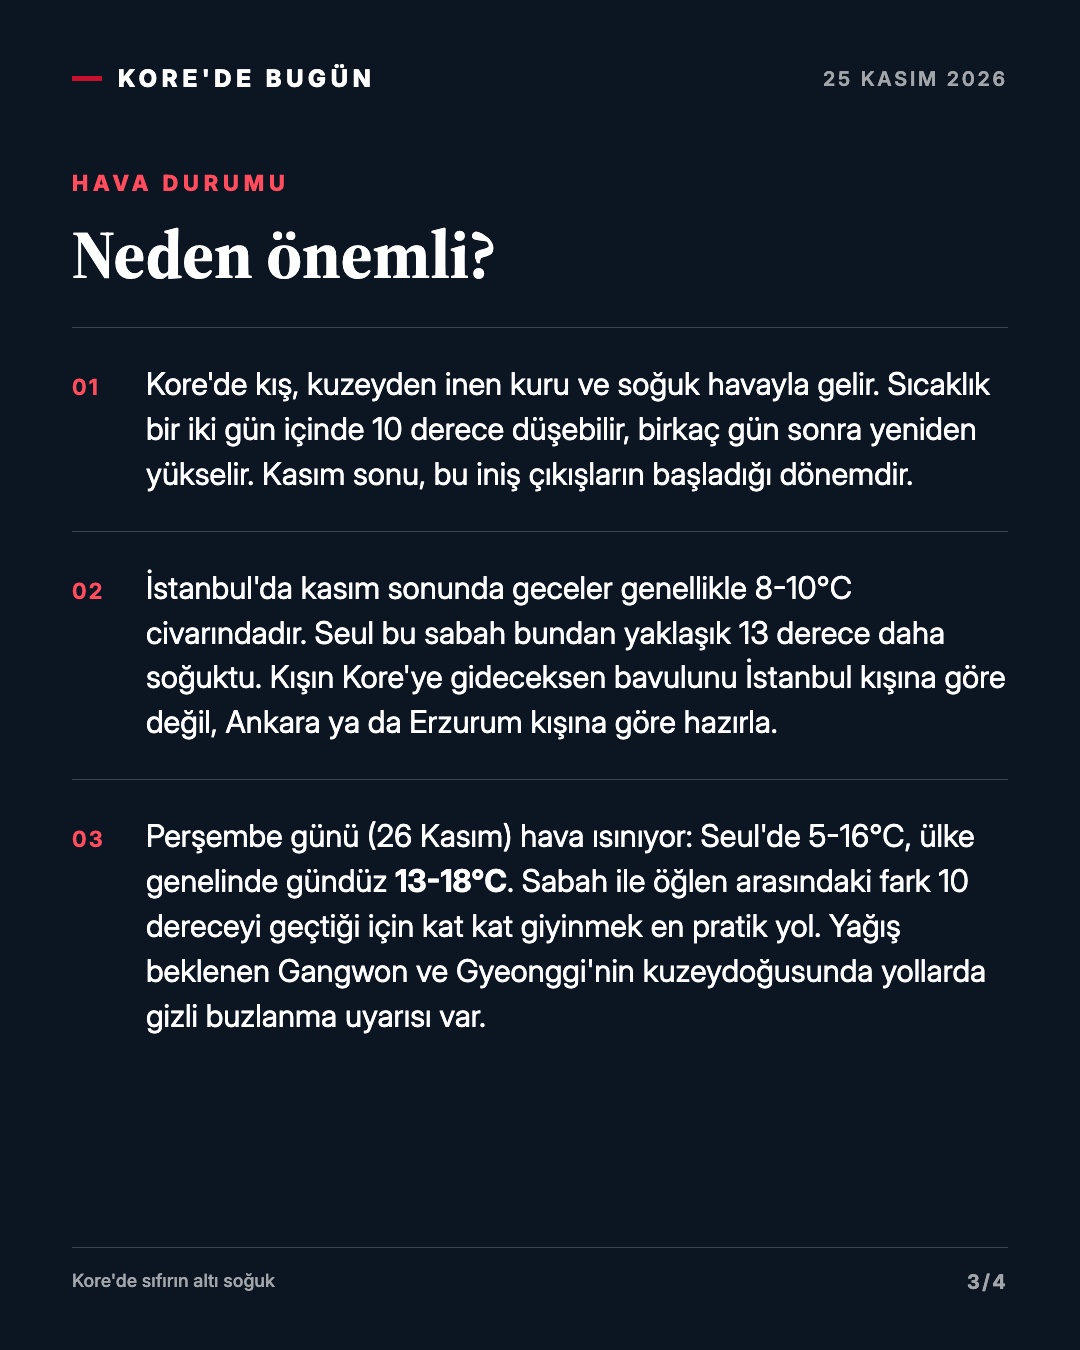 KORE'DE BUGÜN
25 KASIM 2026
HAVA DURUMU
Neden önemli?
01
Kore'de kış, kuzeyden inen kuru ve soğuk havayla gelir. Sıcaklık
bir iki gün içinde 10 derece düşebilir, birkaç gün sonra yeniden
yükselir. Kasım sonu, bu iniş çıkışların başladığı dönemdir.
02
İstanbul'da kasım sonunda geceler genellikle 8-10°C
civarındadır. Seul bu sabah bundan yaklaşık 13 derece daha
soğuktu. Kışın Kore'ye gideceksen bavulunu İstanbul kışına göre
değil, Ankara ya da Erzurum kışına göre hazırla.
03
Perşembe günü (26 Kasım) hava ısınıyor: Seul'de 5-16°C, ülke
genelinde gündüz 13-18°C. Sabah ile öğlen arasındaki fark 10
dereceyi geçtiği için kat kat giyinmek en pratik yol. Yağış
beklenen Gangwon ve Gyeonggi'nin kuzeydoğusunda yollarda
gizli buzlanma uyarısı var.
Kore'de sıfırın altı soğuk
3/4